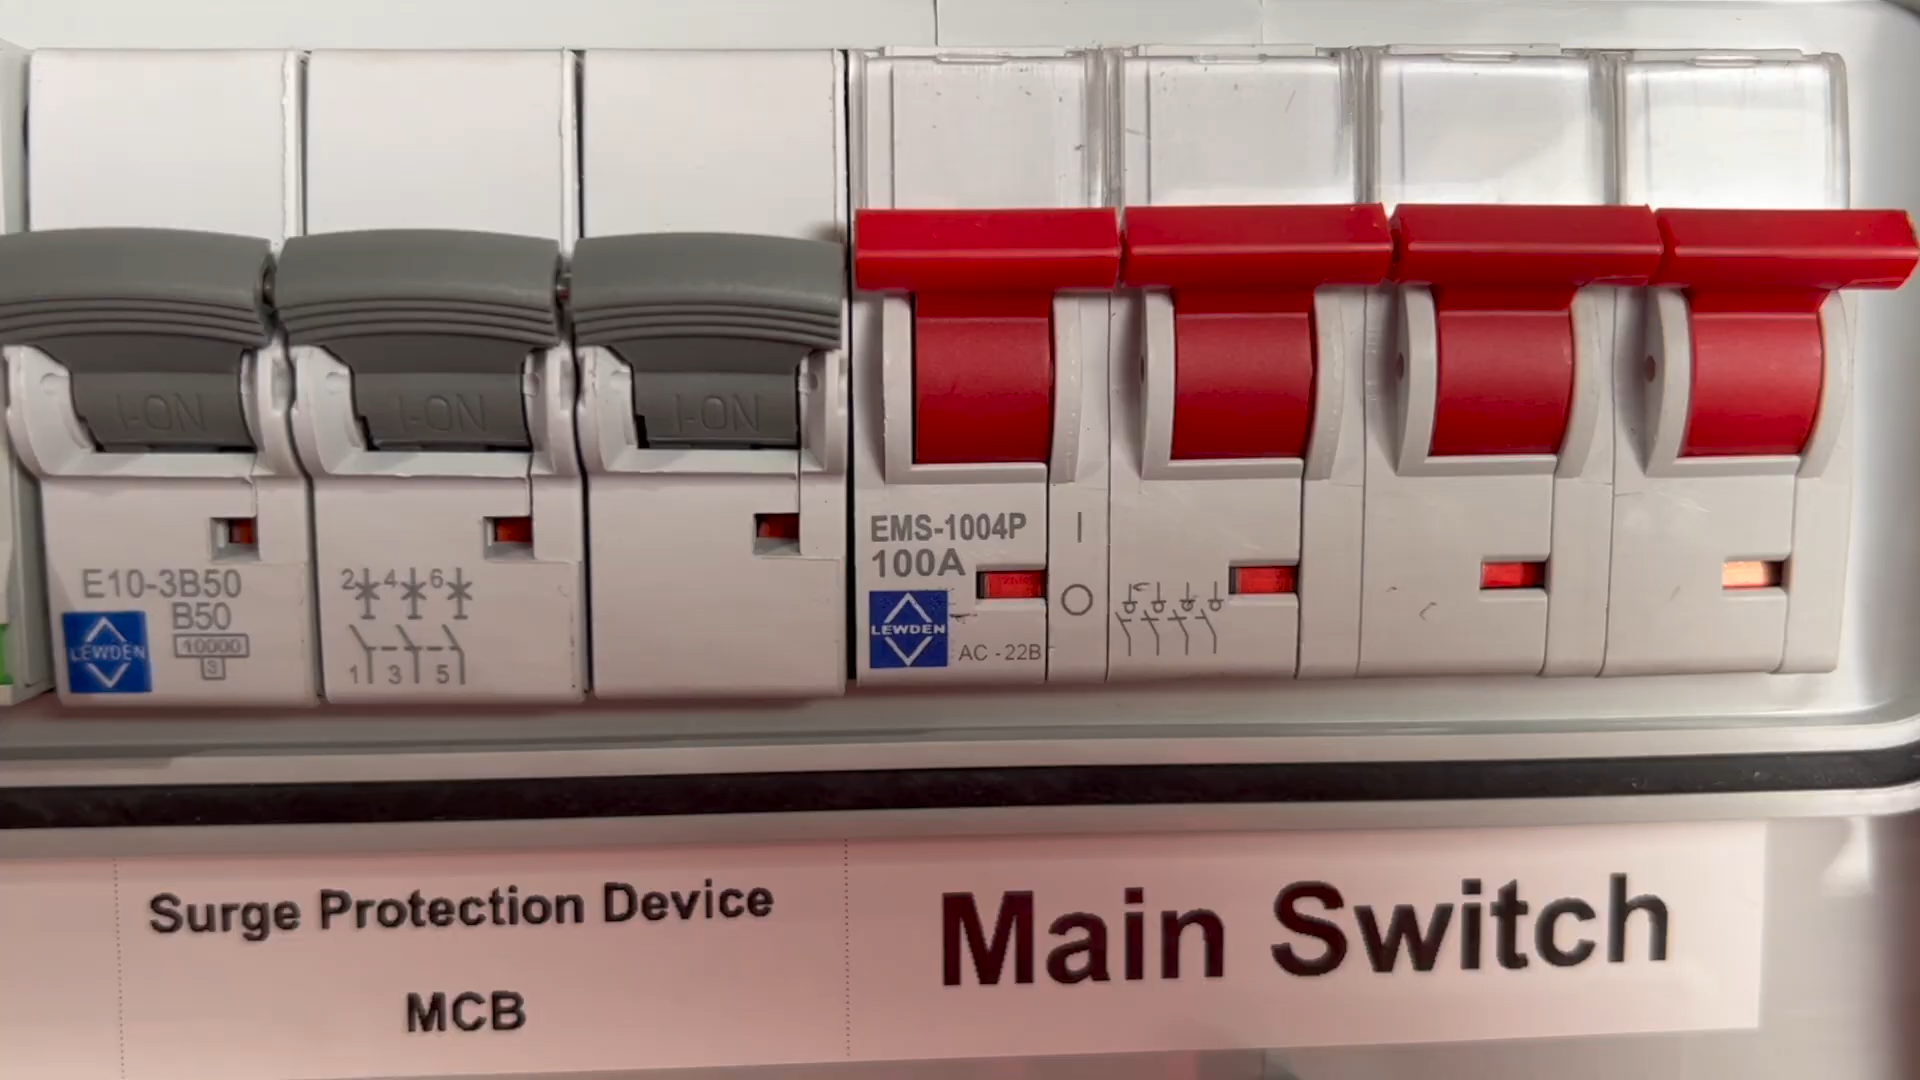 I-ON
I-ON
I-ON
E10-3B50
B50
10000
3
LEWDEN
2 4 6
1 3 5
EMS-1004P
100A
LEWDEN
AC-22B
I
O
Surge Protection Device
MCB
Main Switch